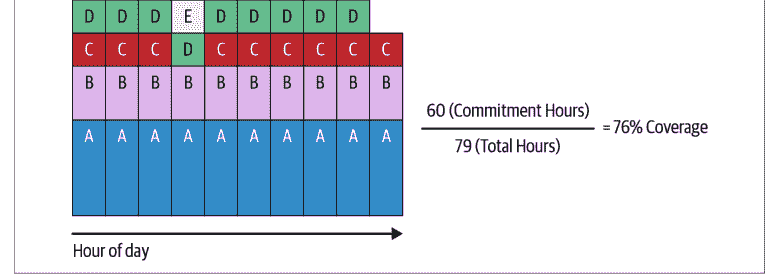 D D D E D D D D D
C C C D C C C C C C
B B B B B B B B B B
A A A A A A A A A A
60 (Commitment Hours)
79 (Total Hours)
= 76% Coverage
Hour of day